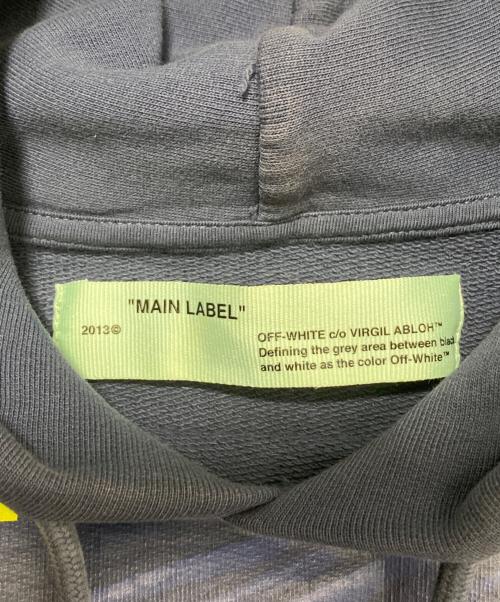 "MAIN LABEL"
2013©
OFF-WHITE c/o VIRGIL ABLOH™
Defining the grey area between black
and white as the color Off-White™